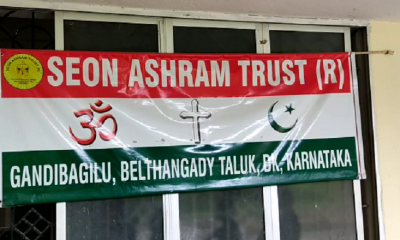 SEON ASHRAM TRUST (R)
ॐ
GANDIBAGILU, BELTHANGADY TALUK, DK, KARNATAKA